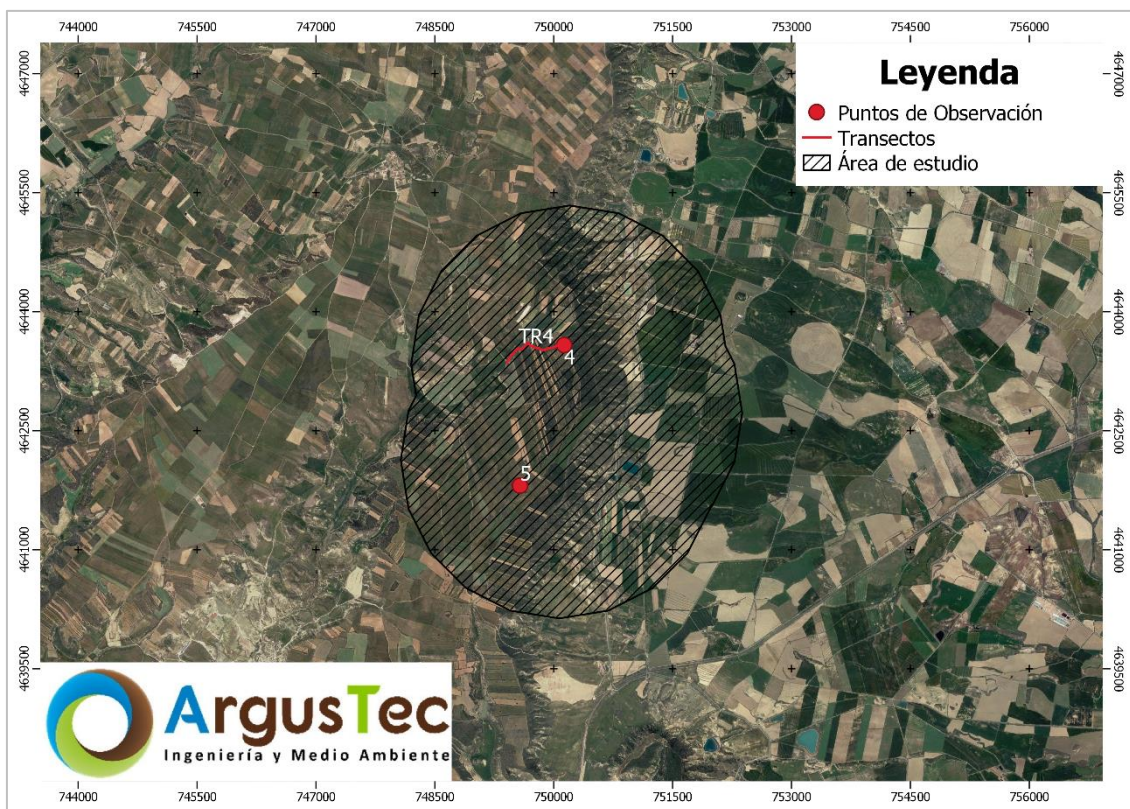 744000 745500 747000 748500 750000 751500 753000 754500 756000
4647000 4647000
Leyenda
Puntos de Observación
Transectos
Área de estudio
4645500 4645500
4644000 4644000
TR4
4
4642500 4642500
5
4641000 4641000
4639500 4639500
ArgusTec
Ingeniería y Medio Ambiente
744000 745500 747000 748500 750000 751500 753000 754500 756000